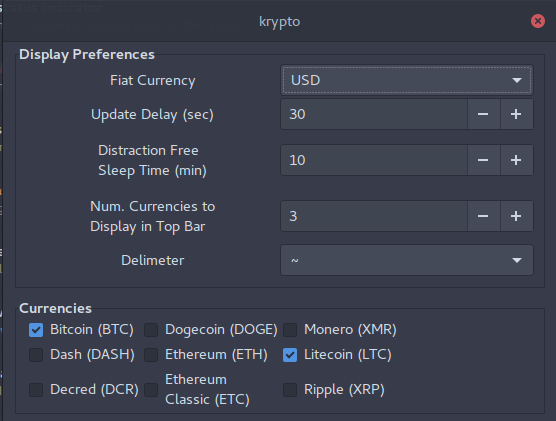 krypto
Display Preferences
Fiat Currency
USD
Update Delay (sec)
30
Distraction Free
Sleep Time (min)
10
Num. Currencies to
Display in Top Bar
3
Delimeter
~
Currencies
Bitcoin (BTC) Dogecoin (DOGE) Monero (XMR)
Dash (DASH) Ethereum (ETH) Litecoin (LTC)
Decred (DCR) Ethereum
Classic (ETC) Ripple (XRP)